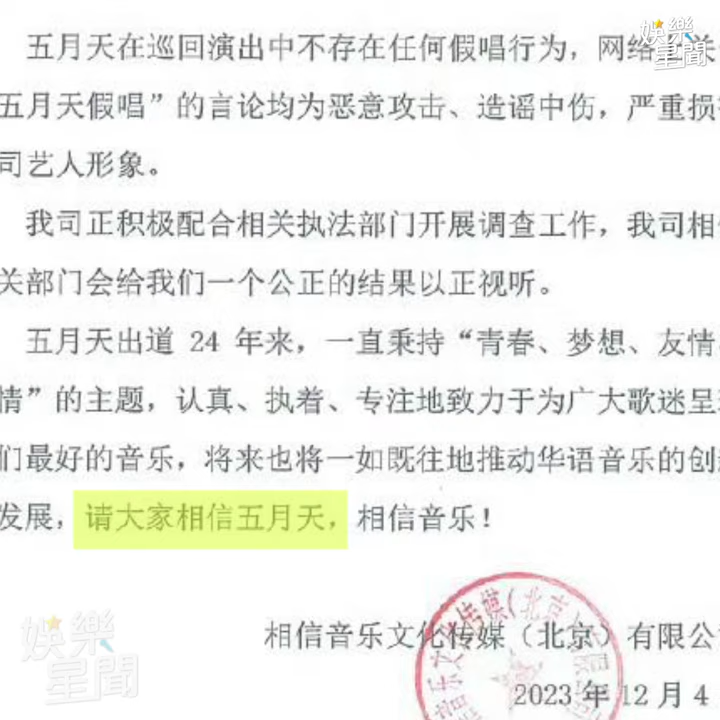 娛樂
星聞
五月天在巡回演出中不存在任何假唱行为，网络
五月天假唱”的言论均为恶意攻击、造谣中伤，严重损
司艺人形象。
我司正积极配合相关执法部门开展调查工作，我司相
关部门会给我们一个公正的结果以正视听。
五月天出道 24 年来，一直秉持“青春、梦想、友情
情”的主题，认真、执着、专注地致力于为广大歌迷呈
们最好的音乐，将来也将一如既往地推动华语音乐的创
发展，请大家相信五月天，相信音乐！
相信音乐文化传媒（北京）有限公
2023 年 12 月 4
娛樂
星聞